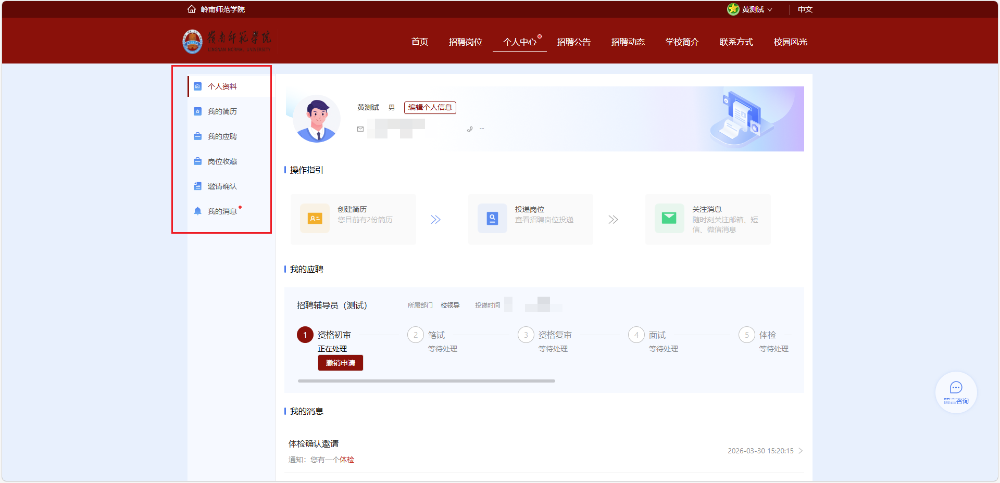 岭南师范学院
黄测试
中文
嶺南師範學院
LINGNAN NORMAL UNIVERSITY
首页
招聘岗位
个人中心
招聘公告
招聘动态
学校简介
联系方式
校园风光
个人资料
我的简历
我的应聘
岗位收藏
邀请确认
我的消息
黄测试 男 编辑个人信息
--
操作指引
创建简历
您目前有2份简历
投递岗位
查看招聘岗位投递
关注消息
随时刻关注邮箱、短
信、微信消息
我的应聘
招聘辅导员（测试） 所属部门 校领导 投递时间
1 资格初审
正在处理
撤销申请
2 笔试
等待处理
3 资格复审
等待处理
4 面试
等待处理
5 体检
等待处理
留言咨询
我的消息
体检确认邀请
2026-03-30 15:20:15
通知：您有一个体检